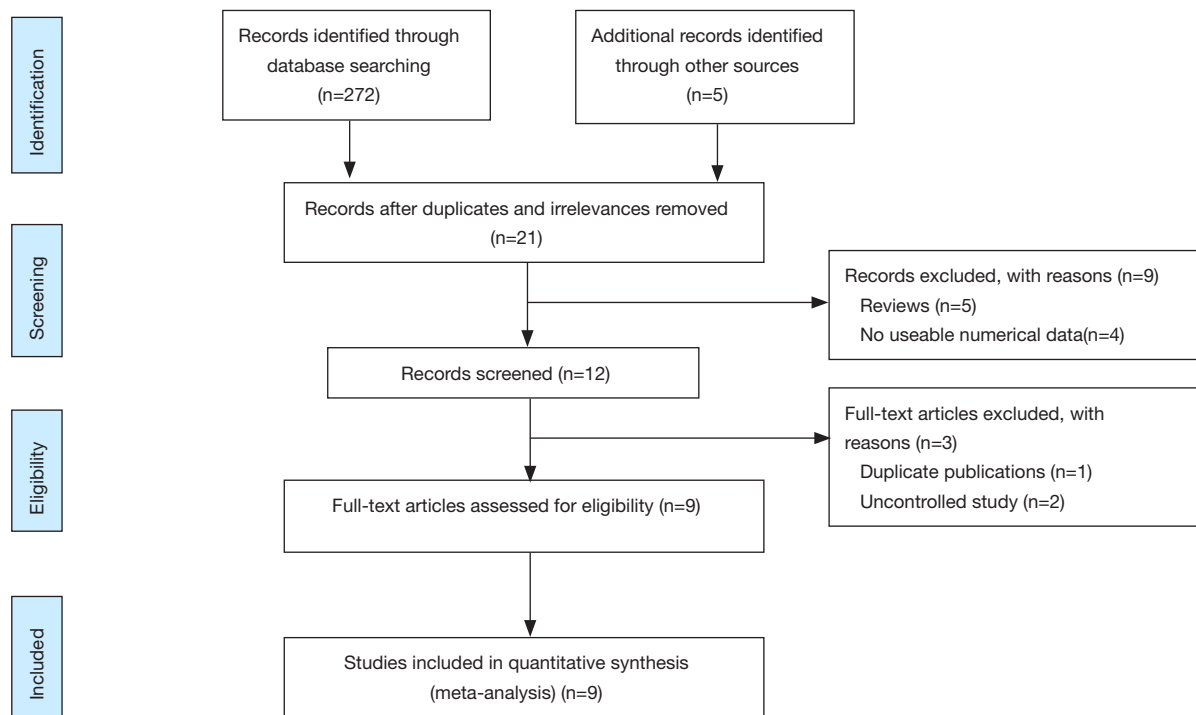 Identification
Records identified through
database searching
(n=272)
Additional records identified
through other sources
(n=5)
Records after duplicates and irrelevances removed
(n=21)
Screening
Records excluded, with reasons (n=9)
Reviews (n=5)
No useable numerical data(n=4)
Records screened (n=12)
Eligibility
Full-text articles excluded, with
reasons (n=3)
Duplicate publications (n=1)
Uncontrolled study (n=2)
Full-text articles assessed for eligibility (n=9)
Included
Studies included in quantitative synthesis
(meta-analysis) (n=9)